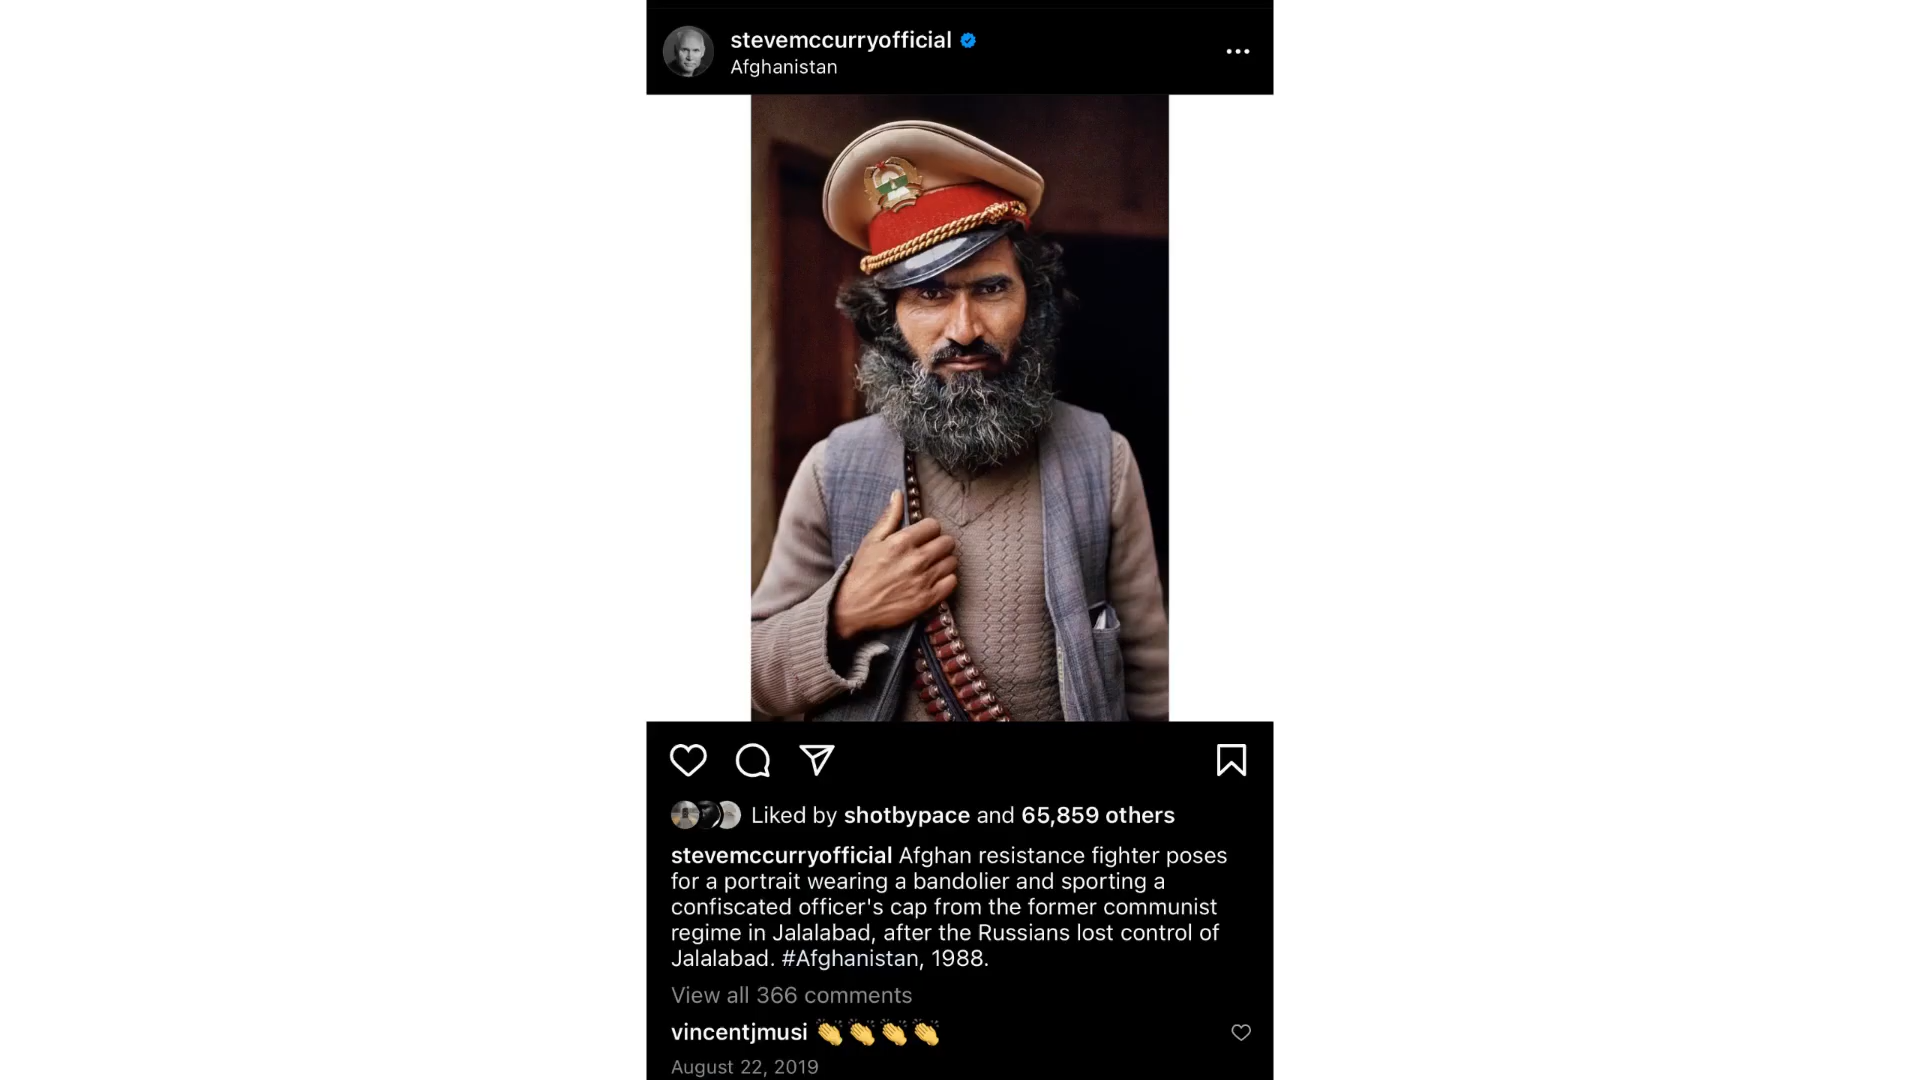 stevemccurryofficial
Afghanistan
Liked by shotbypace and 65,859 others
stevemccurryofficial Afghan resistance fighter poses
for a portrait wearing a bandolier and sporting a
confiscated officer's cap from the former communist
regime in Jalalabad, after the Russians lost control of
Jalalabad. #Afghanistan, 1988.
View all 366 comments
vincentjmusi 👏👏👏👏
August 22, 2019